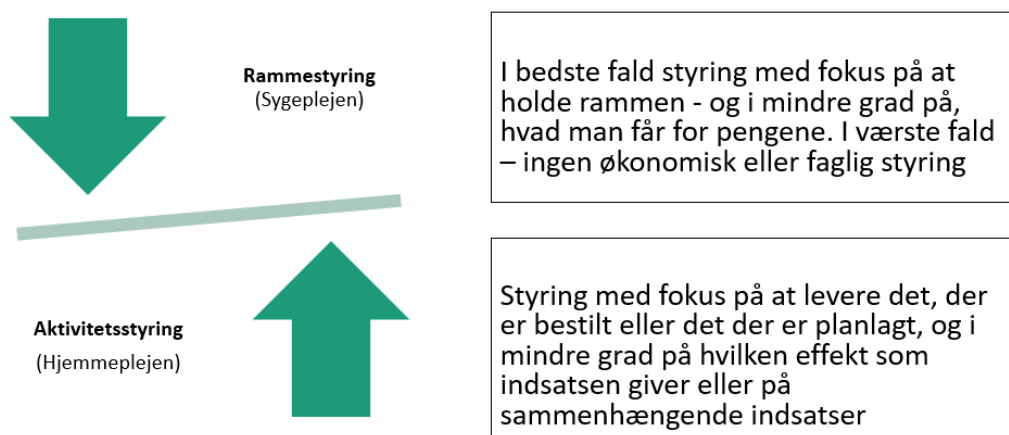 Rammestyring
(Sygeplejen)
I bedste fald styring med fokus på at
holde rammen - og i mindre grad på,
hvad man får for pengene. I værste fald
– ingen økonomisk eller faglig styring
Aktivitetsstyring
(Hjemmeplejen)
Styring med fokus på at levere det, der
er bestilt eller det der er planlagt, og i
mindre grad på hvilken effekt som
indsatsen giver eller på
sammenhængende indsatser